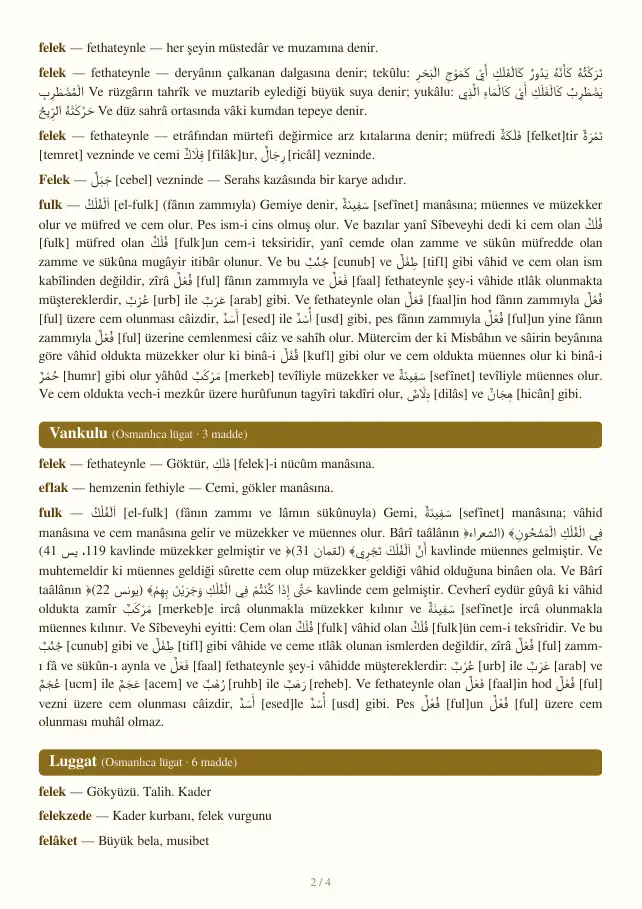 felek — fethateynle — her şeyin müstedâr ve muzamına denir.
felek — fethateynle — deryânın çalkanan dalgasına denir; tekûlu: تَرَكْتُهُ كَأَنَّهُ يَدُورُ كَالْفَلَكِ أَيْ كَمَوْجِ الْبَحْرِ
الْمُضْطَرِبِ Ve rüzgârın tahrîk ve muztarib eylediği büyük suya denir; yukâlu: يَضْطَرِبُ كَالْفَلَكِ أَيْ كَالْمَاءِ الَّذِي
حَرَّكَتْهُ الرِّيحُ Ve düz sahrâ ortasında vâki kumdan tepeye denir.
felek — fethateynle — etrâfından mürtefi değirmice arz kıtalarına denir; müfredi فَلْكَةٌ [felket]tir تَمْرَةٌ
[temret] vezninde ve cemi فِلَاكٌ [filâk]tır, رِجَالٌ [ricâl] vezninde.
Felek — جَبَلٌ [cebel] vezninde — Serahs kazâsında bir karye adıdır.
fulk — اَلْفُلْكُ [el-fulk] (fânın zammıyla) Gemiye denir, سَفِينَةٌ [sefînet] manâsına; müennes ve müzekker
olur ve müfred ve cem olur. Pes ism-i cins olmuş olur. Ve bazılar yanî Sîbeveyhi dedi ki cem olan فُلْكٌ
[fulk] müfred olan فُلْكٌ [fulk]un cem-i teksiridir, yanî cemde olan zamme ve sükûn müfredde olan
zamme ve sükûna mugâyir itibâr olunur. Ve bu جُنُبٌ [cunub] ve طِفْلٌ [tifl] gibi vâhid ve cem olan ism
kabîlinden değildir, zîrâ فُعْلٌ [ful] fânın zammıyla ve فَعَلٌ [faal] fethateynle şey-i vâhide ıtlâk olunmakta
müştereklerdir, عُرْبٌ [urb] ile عَرَبٌ [arab] gibi. Ve fethateynle olan فَعَلٌ [faal]in hod fânın zammıyla فُعْلٌ
[ful] üzere cem olunması câizdir, أَسَدٌ [esed] ile أُسْدٌ [usd] gibi, pes fânın zammıyla فُعْلٌ [ful]un yine fânın
zammıyla فُعْلٌ [ful] üzerine cemlenmesi câiz ve sahîh olur. Mütercim der ki Misbâhın ve sâirin beyânına
göre vâhid oldukta müzekker olur ki binâ-i قُفْلٌ [kufl] gibi olur ve cem oldukta müennes olur ki binâ-i
حُمْرٌ [humr] gibi olur yâhûd مَرْكَبٌ [merkeb] tevîliyle müzekker ve سَفِينَةٌ [sefînet] tevîliyle müennes olur.
Ve cem oldukta vech-i mezkûr üzere hurûfunun tagyîri takdîri olur, دِلَاصٌ [dilâs] ve هِجَانٌ [hicân] gibi.
Vankulu (Osmanlıca lügat · 3 madde)
felek — fethateynle — Göktür, فَلَكٌ [felek]-i nücûm manâsına.
eflak — hemzenin fethiyle — Cemi, gökler manâsına.
fulk — اَلْفُلْكُ [el-fulk] (fânın zammı ve lâmın sükûnuyla) Gemi, سَفِينَةٌ [sefînet] manâsına; vâhid
manâsına ve cem manâsına gelir ve müzekker ve müennes olur. Bârî taâlânın فِي الْفُلْكِ الْمَشْحُونِ﴾ (الشعراء﴿
119، يس 41) kavlinde müzekker gelmiştir ve أَنَّ اَلْفُلْكَ تَجْرِي﴾ (لقمان 31)﴿ kavlinde müennes gelmiştir. Ve
muhtemeldir ki müennes geldiği sûrette cem olup müzekker geldiği vâhid olduğuna binâen ola. Ve Bârî
taâlânın حَتَّى إِذَا كُنْتُمْ فِي الْفُلْكِ وَجَرَيْنَ بِهِمْ﴾ (يونس 22)﴿ kavlinde cem gelmiştir. Cevherî eydür gûyâ ki vâhid
oldukta zamîr مَرْكَبٌ [merkeb]e ircâ olunmakla müzekker kılınır ve سَفِينَةٌ [sefînet]e ircâ olunmakla
müennes kılınır. Ve Sîbeveyhi eyitti: Cem olan فُلْكٌ [fulk] vâhid olan فُلْكٌ [fulk]ün cem-i teksîridir. Ve bu
جُنُبٌ [cunub] gibi ve طِفْلٌ [tifl] gibi vâhide ve ceme ıtlâk olunan ismlerden değildir, zîrâ فُعْلٌ [ful] zamm-
ı fâ ve sükûn-ı aynla ve فَعَلٌ [faal] fethateynle şey-i vâhidde müştereklerdir: عُرْبٌ [urb] ile عَرَبٌ [arab] ve
عُجْمٌ [ucm] ile عَجَمٌ [acem] ve رُهْبٌ [ruhb] ile رَهَبٌ [reheb]. Ve fethateynle olan فَعَلٌ [faal]in hod فُعْلٌ [ful]
vezni üzere cem olunması câizdir, أَسَدٌ [esed]le أُسْدٌ [usd] gibi. Pes فُعْلٌ [ful]un فُعْلٌ [ful] üzere cem
olunması muhâl olmaz.
Luggat (Osmanlıca lügat · 6 madde)
felek — Gökyüzü. Talih. Kader
felekzede — Kader kurbanı, felek vurgunu
felâket — Büyük bela, musibet
2 / 4